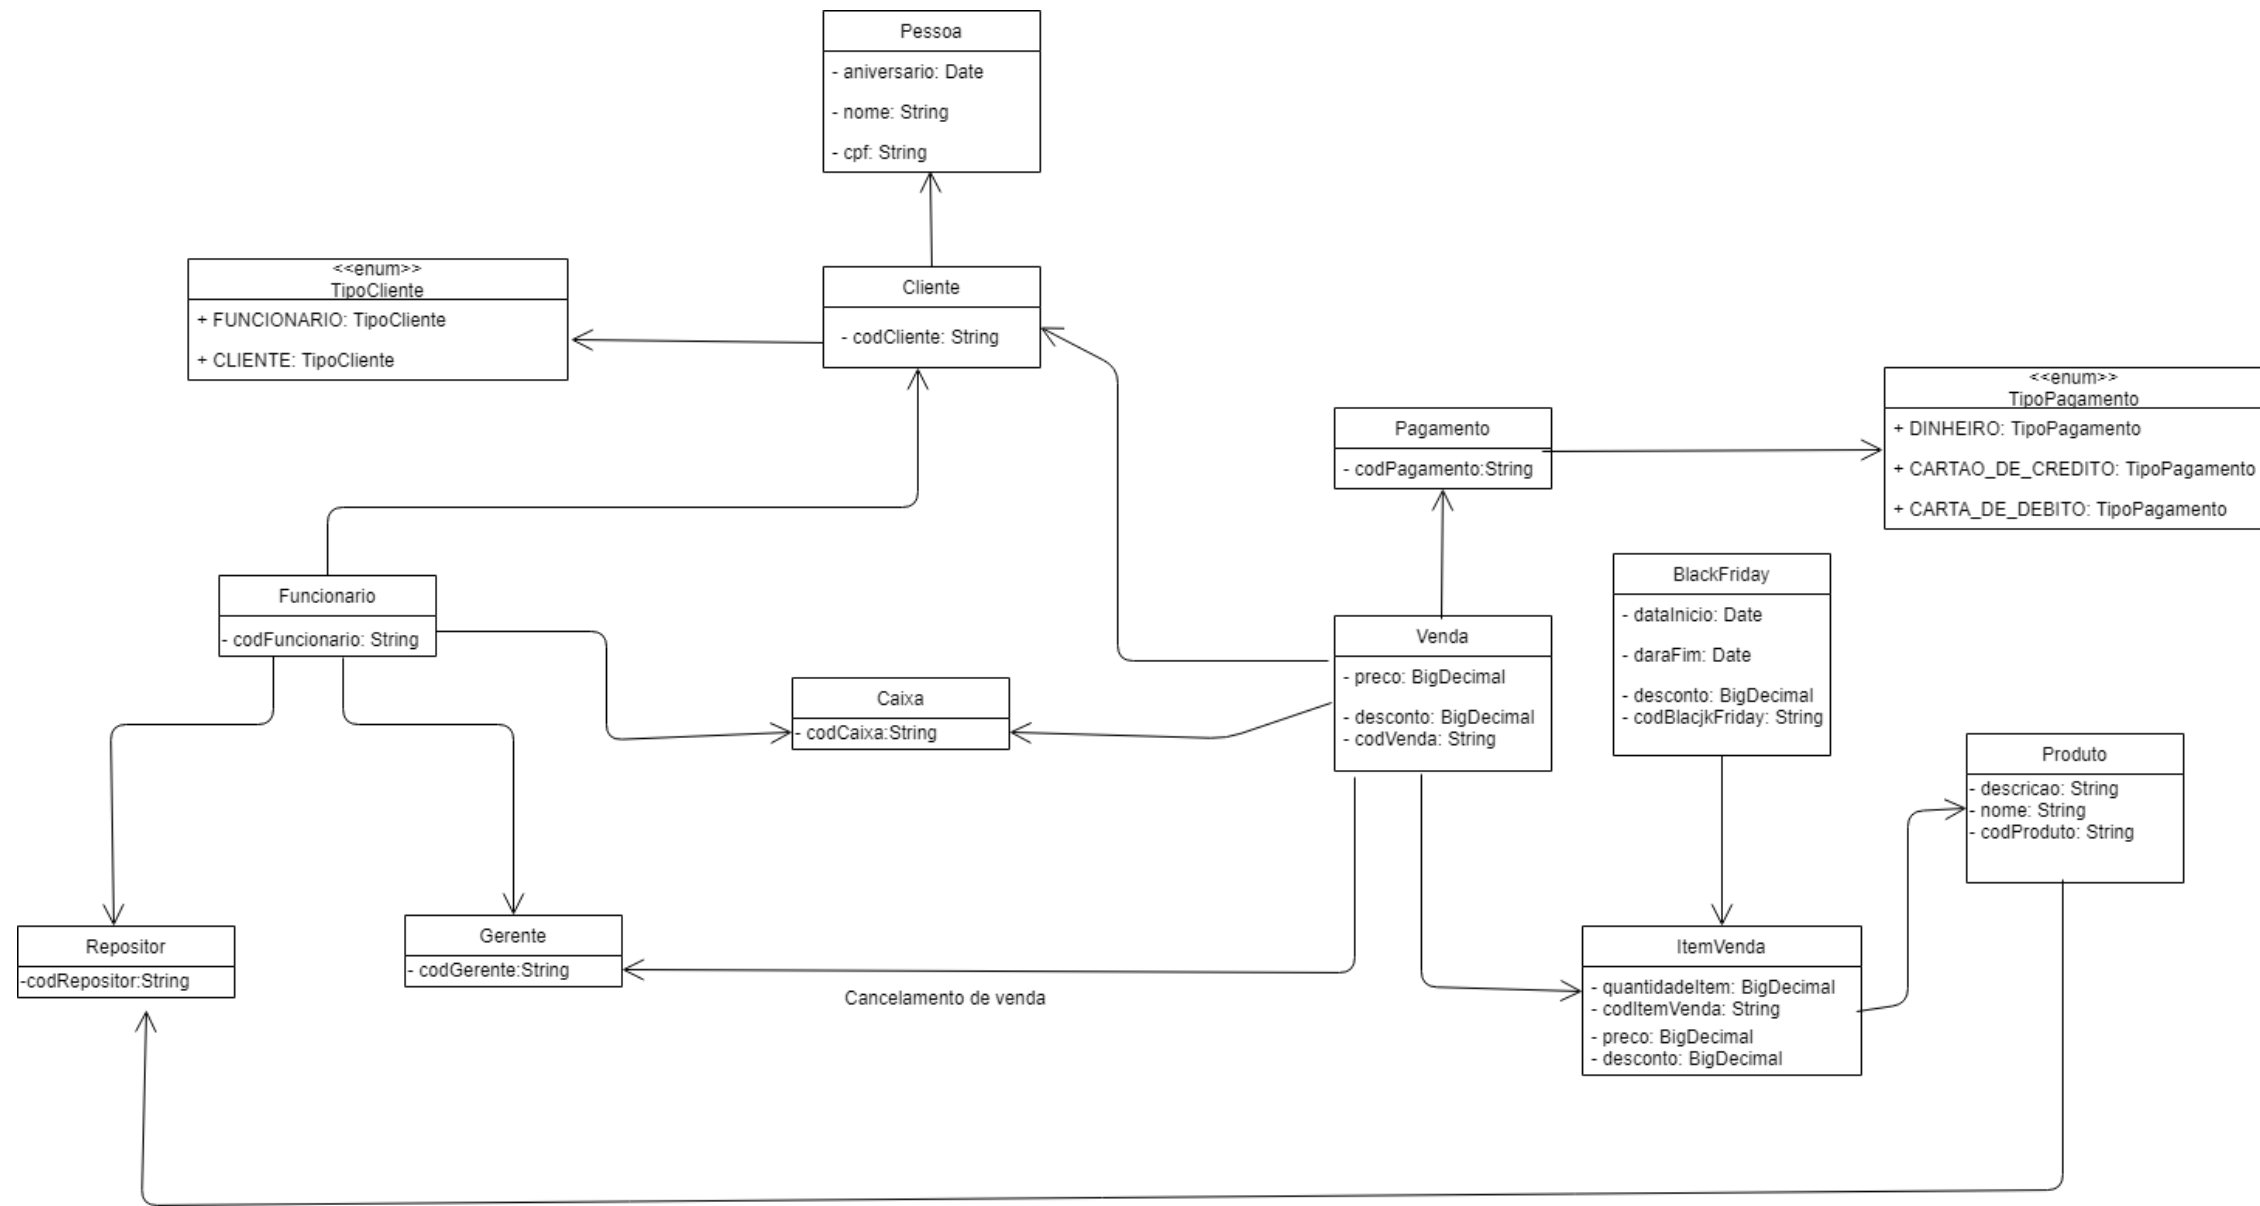 Pessoa
- aniversario: Date
- nome: String
- cpf: String
<<enum>>
TipoCliente
+ FUNCIONARIO: TipoCliente
+ CLIENTE: TipoCliente
Cliente
- codCliente: String
<<enum>>
TipoPagamento
+ DINHEIRO: TipoPagamento
+ CARTAO_DE_CREDITO: TipoPagamento
+ CARTA_DE_DEBITO: TipoPagamento
Pagamento
- codPagamento:String
Funcionario
- codFuncionario: String
Caixa
- codCaixa:String
Venda
- preco: BigDecimal
- desconto: BigDecimal
- codVenda: String
BlackFriday
- dataInicio: Date
- daraFim: Date
- desconto: BigDecimal
- codBlacjkFriday: String
Produto
- descricao: String
- nome: String
- codProduto: String
Repositor
-codRepositor:String
Gerente
- codGerente:String
Cancelamento de venda
ItemVenda
- quantidadeItem: BigDecimal
- codItemVenda: String
- preco: BigDecimal
- desconto: BigDecimal